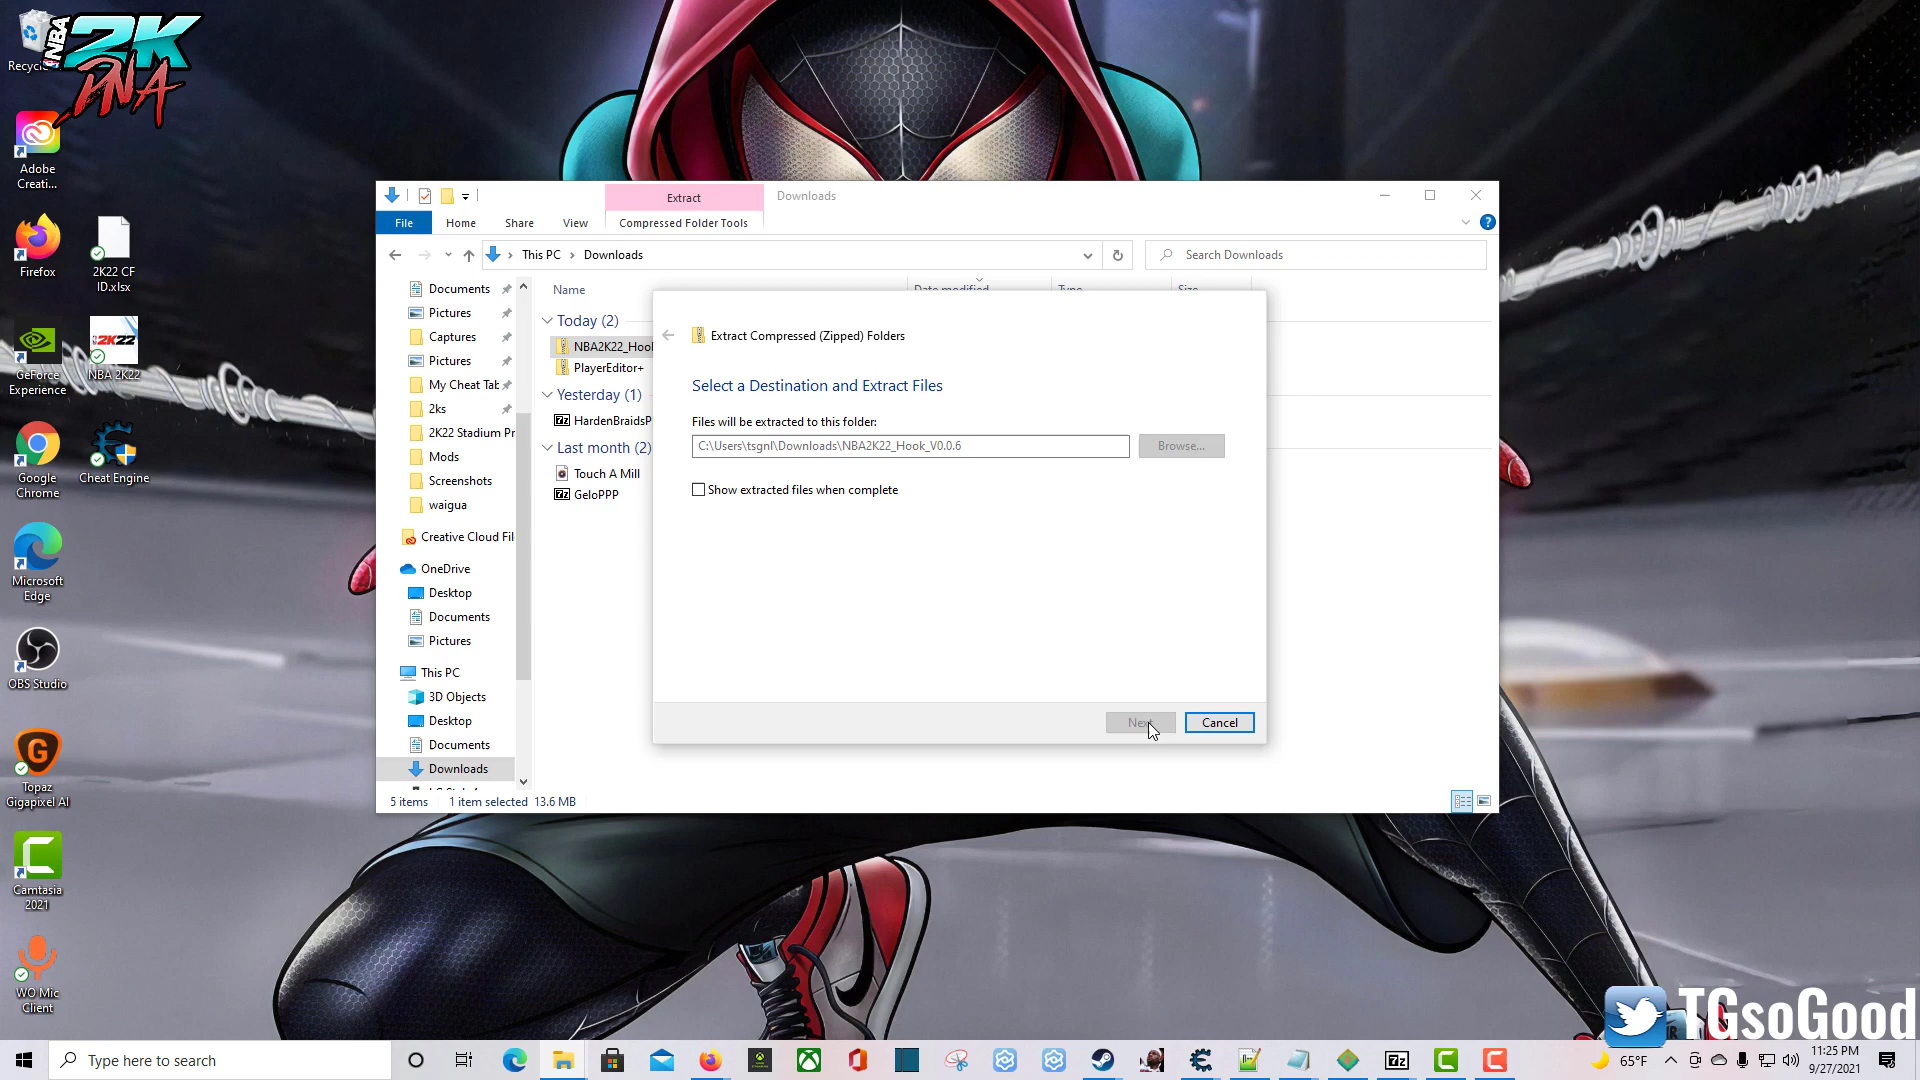 NBA
2K
DNA
Adobe
Creati...
Firefox
2K22 CF
ID.xlsx
GeForce
Experience
2K22
NBA 2K22
Google
Chrome
Cheat Engine
Microsoft
Edge
OBS Studio
Topaz
Gigapixel AI
Camtasia
2021
WO Mic
Client
Extract
Downloads
File
Home
Share
View
Compressed Folder Tools
This PC
Downloads
Search Downloads
Documents
Pictures
Captures
Pictures
My Cheat Tab
2ks
2K22 Stadium Pr
Mods
Screenshots
waigua
Creative Cloud Fil
OneDrive
Desktop
Documents
Pictures
This PC
3D Objects
Desktop
Documents
Downloads
Name
Date modified
Type
Size
Today (2)
NBA2K22_Hool
PlayerEditor+
Yesterday (1)
HardenBraidsP
Last month (2)
Touch A Mill
GeloPPP
Extract Compressed (Zipped) Folders
Select a Destination and Extract Files
Files will be extracted to this folder:
C:\Users\tsgnl\Downloads\NBA2K22_Hook_V0.0.6
Browse...
Show extracted files when complete
Next
Cancel
5 items
1 item selected
13.6 MB
TGsoGood
Type here to search
7z
65°F
11:25 PM
9/27/2021